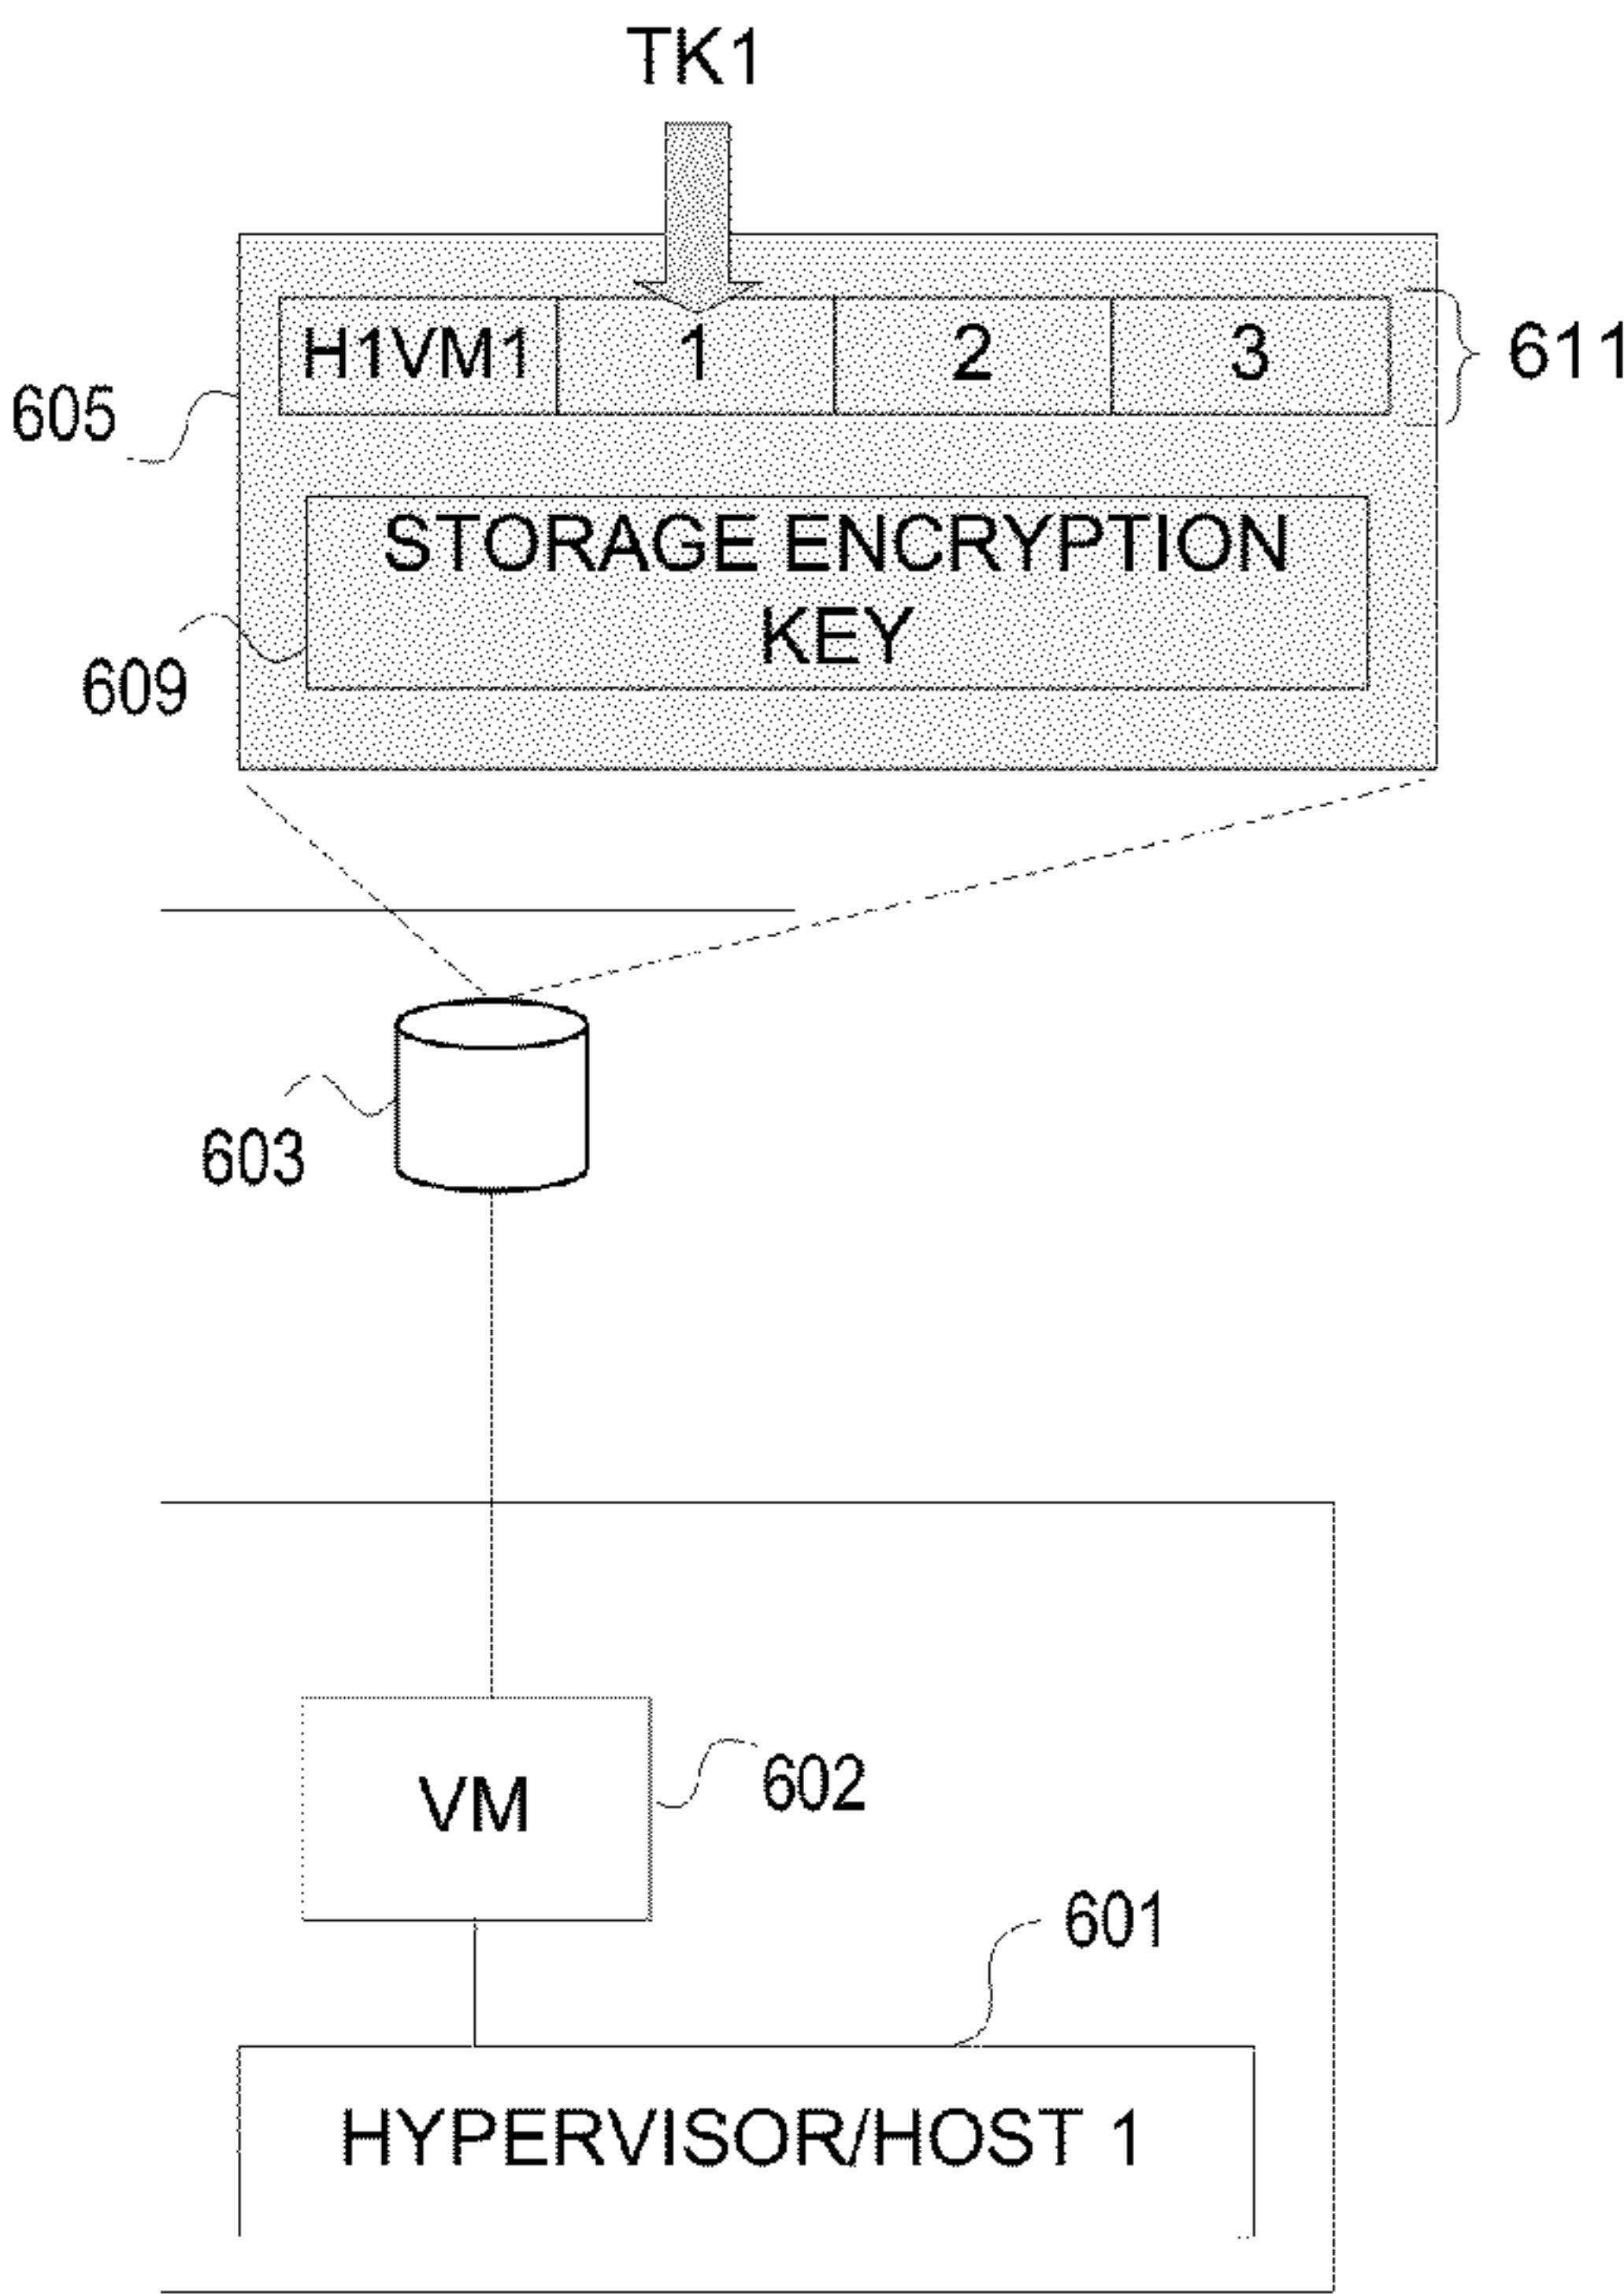 TK1
H1VM1 1 2 3
611
605
STORAGE ENCRYPTION
KEY
609
603
VM
602
601
HYPERVISOR/HOST 1